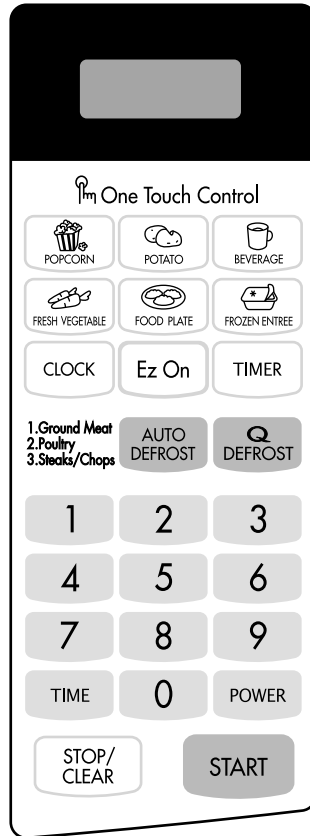 One Touch Control
POPCORN POTATO BEVERAGE
FRESH VEGETABLE FOOD PLATE FROZEN ENTREE
CLOCK Ez On TIMER
1.Ground Meat
2.Poultry
3.Steaks/Chops
AUTO
DEFROST
Q
DEFROST
1 2 3
4 5 6
7 8 9
TIME 0 POWER
STOP/
CLEAR
START